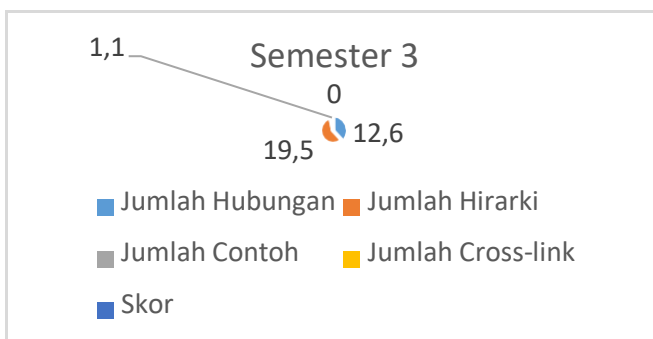 1,1
Semester 3
0
12,6
19,5
Jumlah Hubungan
Jumlah Hirarki
Jumlah Contoh
Jumlah Cross-link
Skor